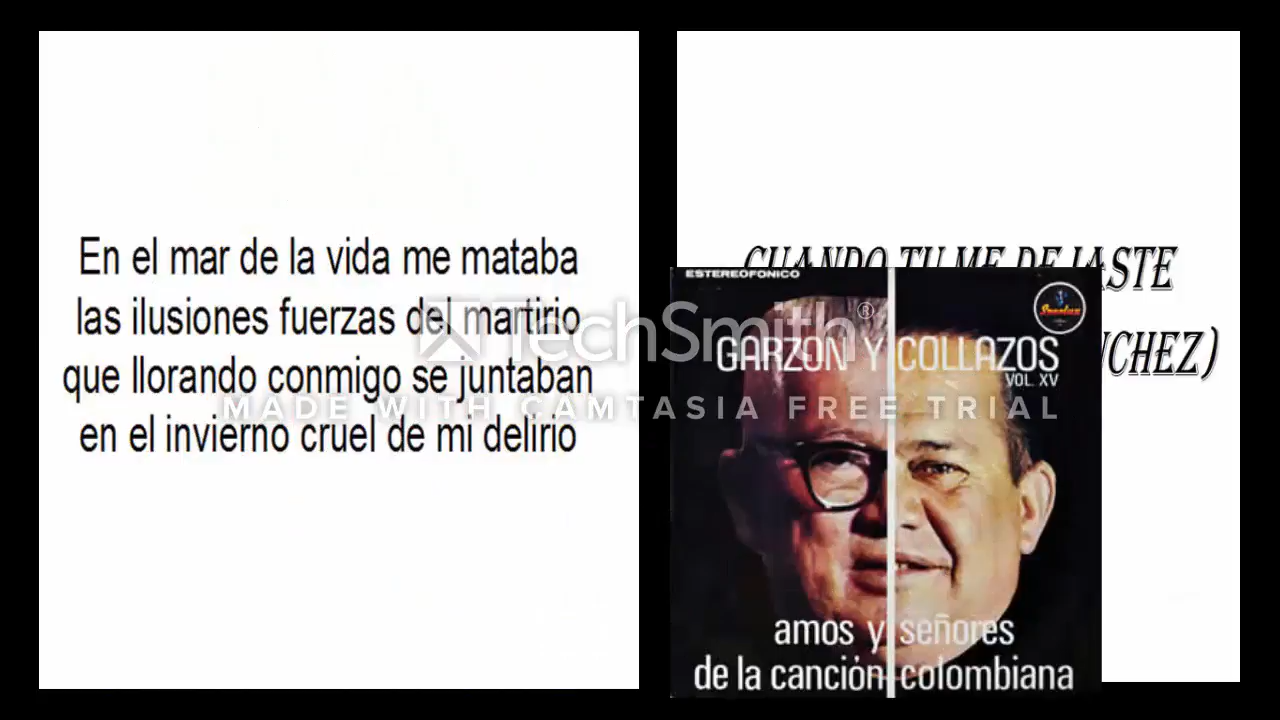 En el mar de la vida me mataba
las ilusiones fuerzas del martirio
que llorando conmigo se juntaban
en el invierno cruel de mi delirio
CUANDO TU ME DEJASTE
ESTEREOFONICO
GARZON Y COLLAZOS
VOL. XV
amos y señores
de la canción colombiana
TechSmith®
MADE WITH CAMTASIA FREE TRIAL